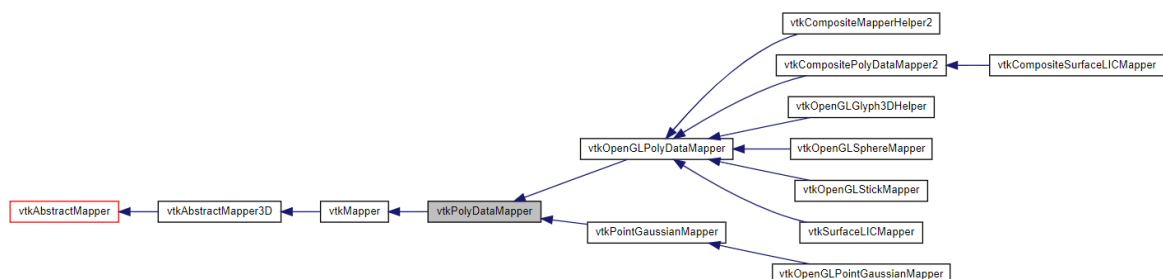 vtkCompositeMapperHelper2
vtkCompositePolyDataMapper2
vtkCompositeSurfaceLICMapper
vtkOpenGLGlyph3DHelper
vtkOpenGLPolyDataMapper
vtkOpenGLSphereMapper
vtkOpenGLStickMapper
vtkAbstractMapper
vtkAbstractMapper3D
vtkMapper
vtkPolyDataMapper
vtkSurfaceLICMapper
vtkPointGaussianMapper
vtkOpenGLPointGaussianMapper